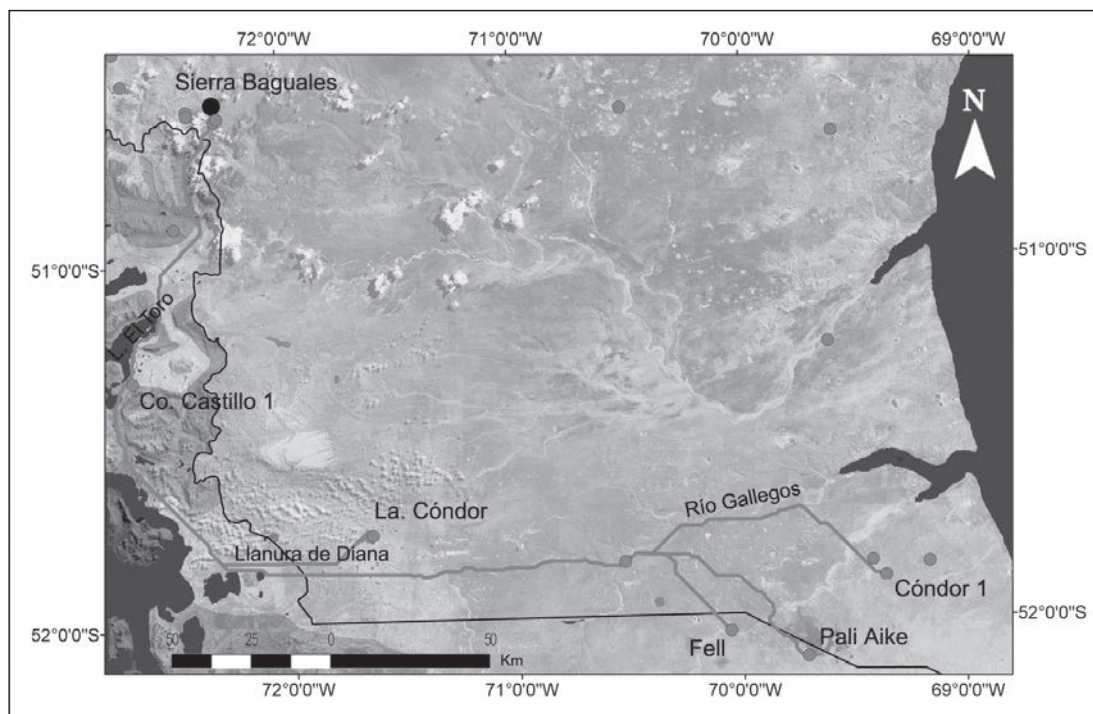 72°0'0"W 71°0'0"W 70°0'0"W 69°0'0"W
Sierra Baguales
N
51°0'0"S
51°0'0"S
L. El Toro
Co. Castillo 1
La. Cóndor
Río Gallegos
Llanura de Diana
Cóndor 1
52°0'0"S
52°0'0"S
Fell
Pali Aike
50 25 0 50
Km
72°0'0"W 71°0'0"W 70°0'0"W 69°0'0"W